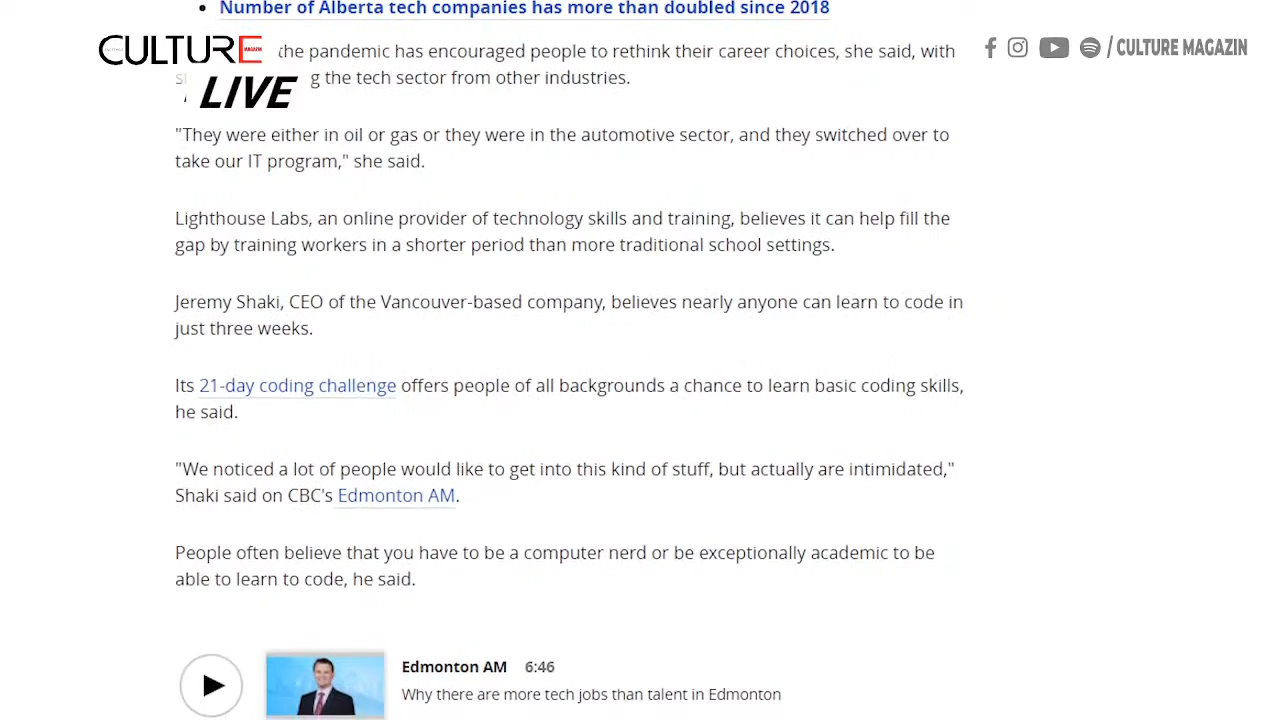 Number of Alberta tech companies has more than doubled since 2018
CULTURE
MAGAZIN
LIVE
/ CULTURE MAGAZIN
the pandemic has encouraged people to rethink their career choices, she said, with
g the tech sector from other industries.
"They were either in oil or gas or they were in the automotive sector, and they switched over to
take our IT program," she said.
Lighthouse Labs, an online provider of technology skills and training, believes it can help fill the
gap by training workers in a shorter period than more traditional school settings.
Jeremy Shaki, CEO of the Vancouver-based company, believes nearly anyone can learn to code in
just three weeks.
Its 21-day coding challenge offers people of all backgrounds a chance to learn basic coding skills,
he said.
"We noticed a lot of people would like to get into this kind of stuff, but actually are intimidated,"
Shaki said on CBC's Edmonton AM.
People often believe that you have to be a computer nerd or be exceptionally academic to be
able to learn to code, he said.
Edmonton AM 6:46
Why there are more tech jobs than talent in Edmonton